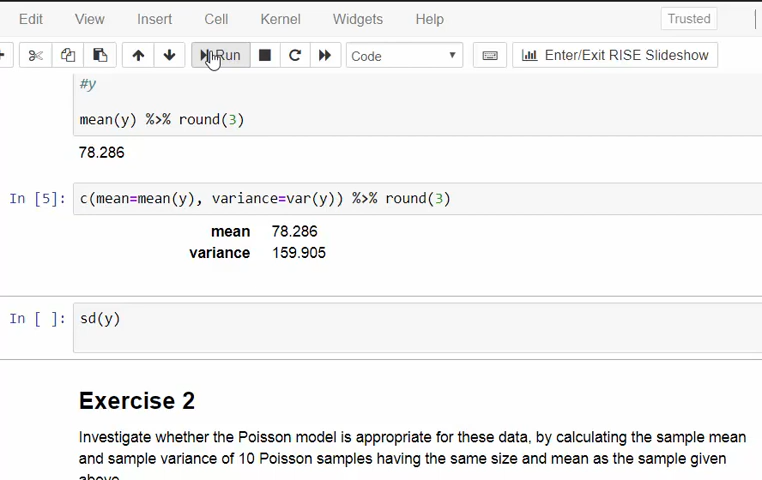 Edit View Insert Cell Kernel Widgets Help Trusted
Run Code Enter/Exit RISE Slideshow
#y
mean(y) %>% round(3)
78.286
In [5]: c(mean=mean(y), variance=var(y)) %>% round(3)
mean 78.286
variance 159.905
In [ ]: sd(y)
Exercise 2
Investigate whether the Poisson model is appropriate for these data, by calculating the sample mean
and sample variance of 10 Poisson samples having the same size and mean as the sample given
above.